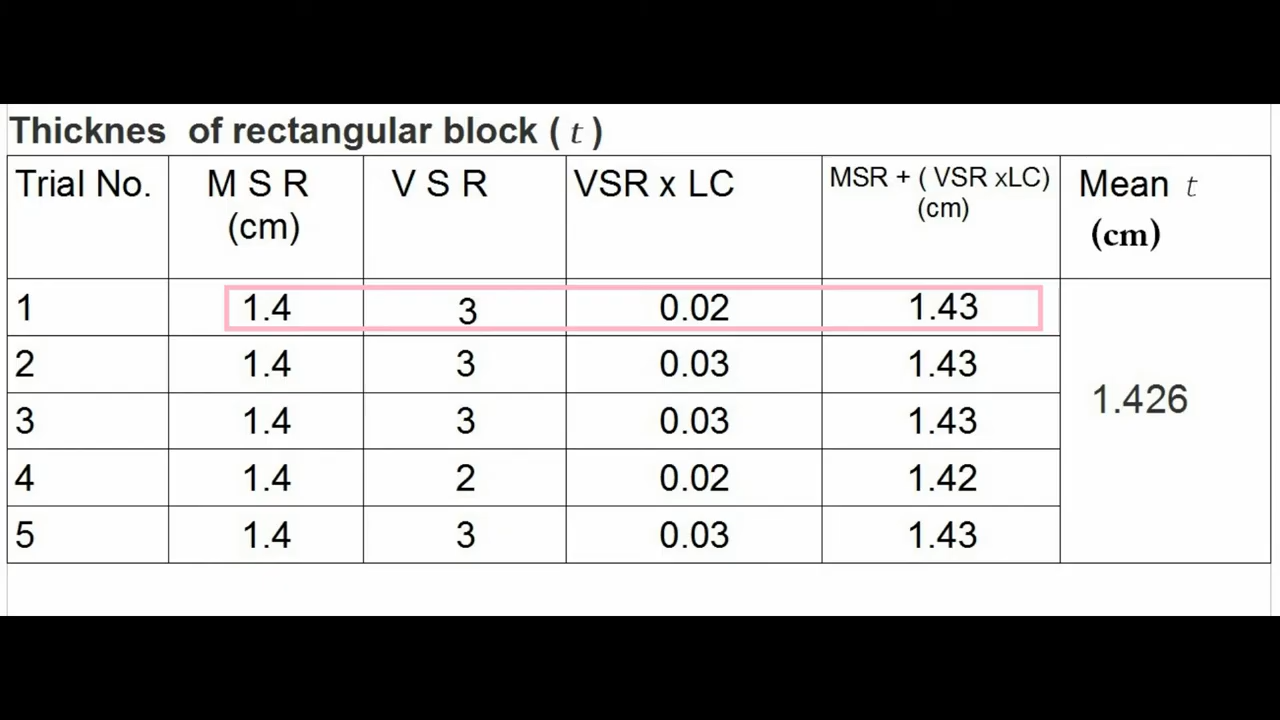 Thicknes of rectangular block ( t )
Trial No. M S R (cm) V S R VSR x LC MSR + ( VSR xLC) (cm) Mean t (cm)
1 1.4 3 0.02 1.43
2 1.4 3 0.03 1.43
3 1.4 3 0.03 1.43
4 1.4 2 0.02 1.42
5 1.4 3 0.03 1.43
1.426